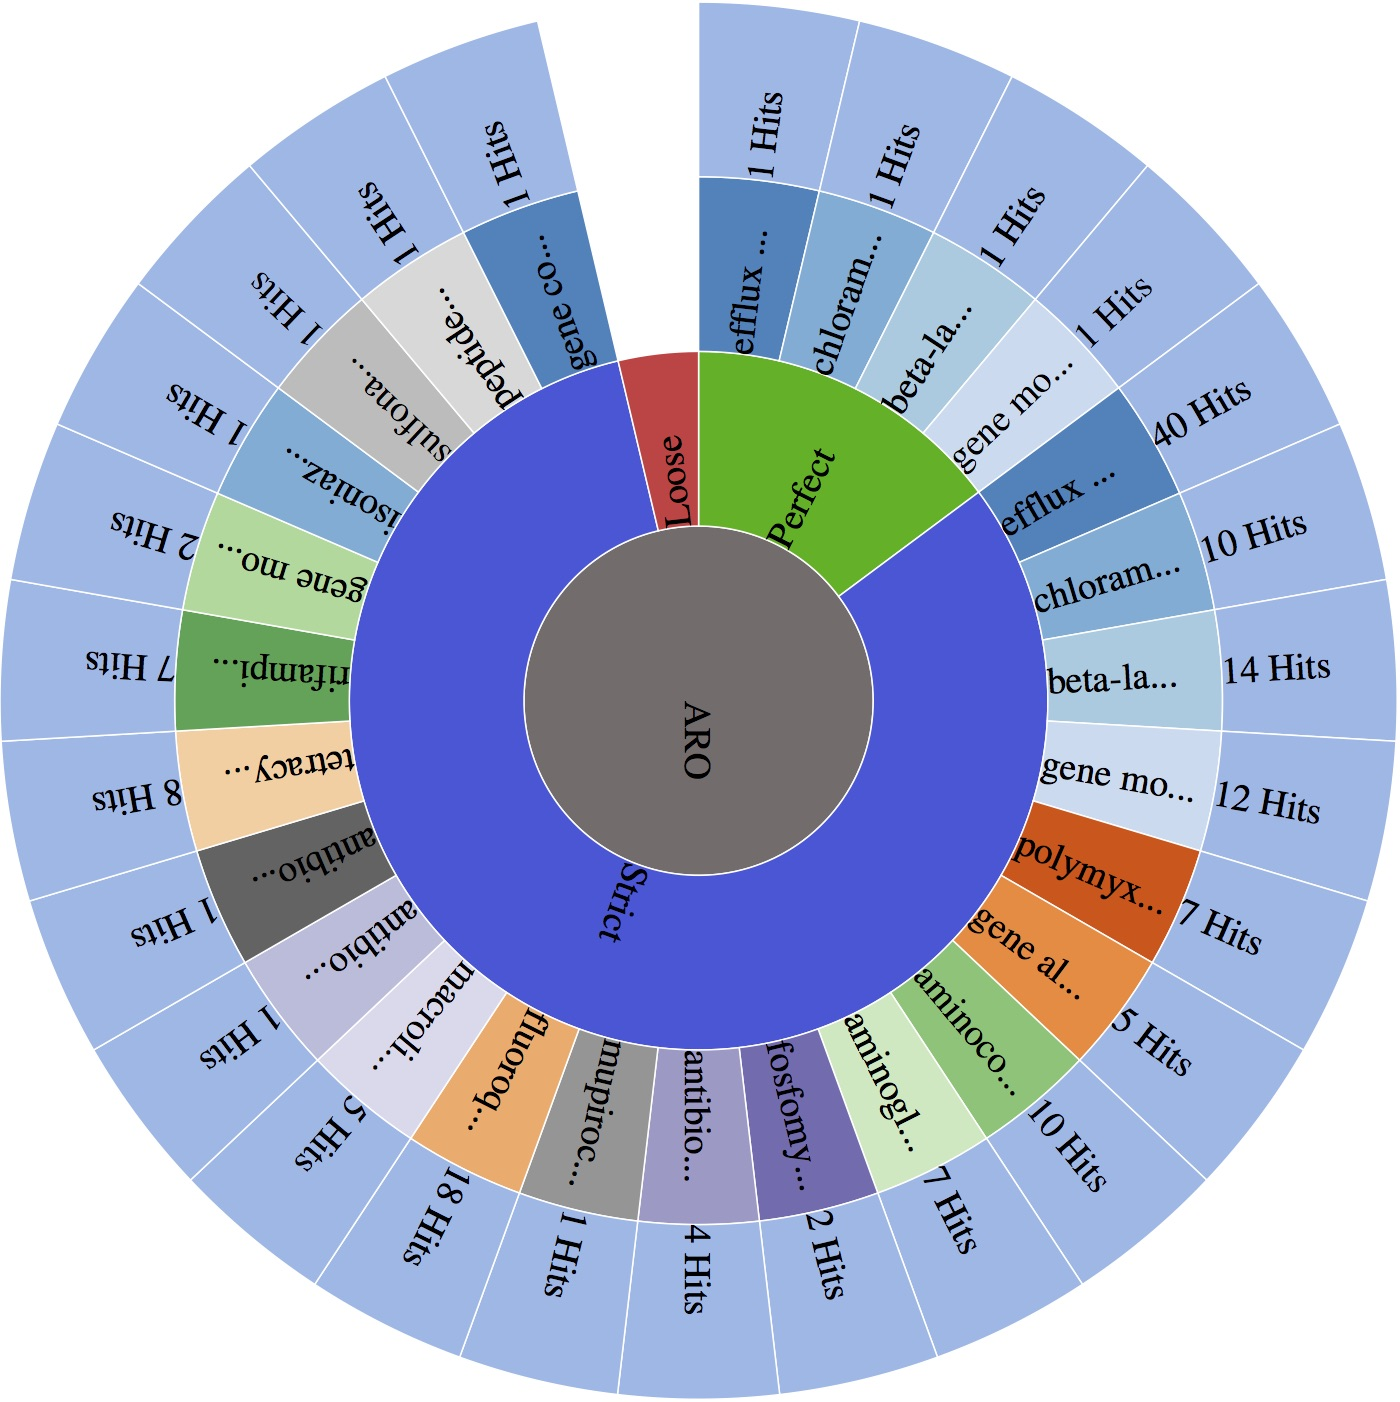 ARO
Perfect
Strict
Loose
efflux ...
1 Hits
chloram...
1 Hits
beta-la...
1 Hits
gene mo...
1 Hits
efflux ...
40 Hits
chloram...
10 Hits
beta-la...
14 Hits
gene mo...
12 Hits
polymyx...
7 Hits
gene al...
5 Hits
aminoco...
10 Hits
aminogl...
7 Hits
fosfomy...
2 Hits
antibio...
4 Hits
mupiroc...
1 Hits
fluoroq...
18 Hits
macroli...
5 Hits
antibio...
1 Hits
antibio...
1 Hits
tetracy...
8 Hits
rifampi...
7 Hits
gene mo...
2 Hits
isoniaz...
1 Hits
sulfona...
1 Hits
peptide...
1 Hits
gene co...
1 Hits